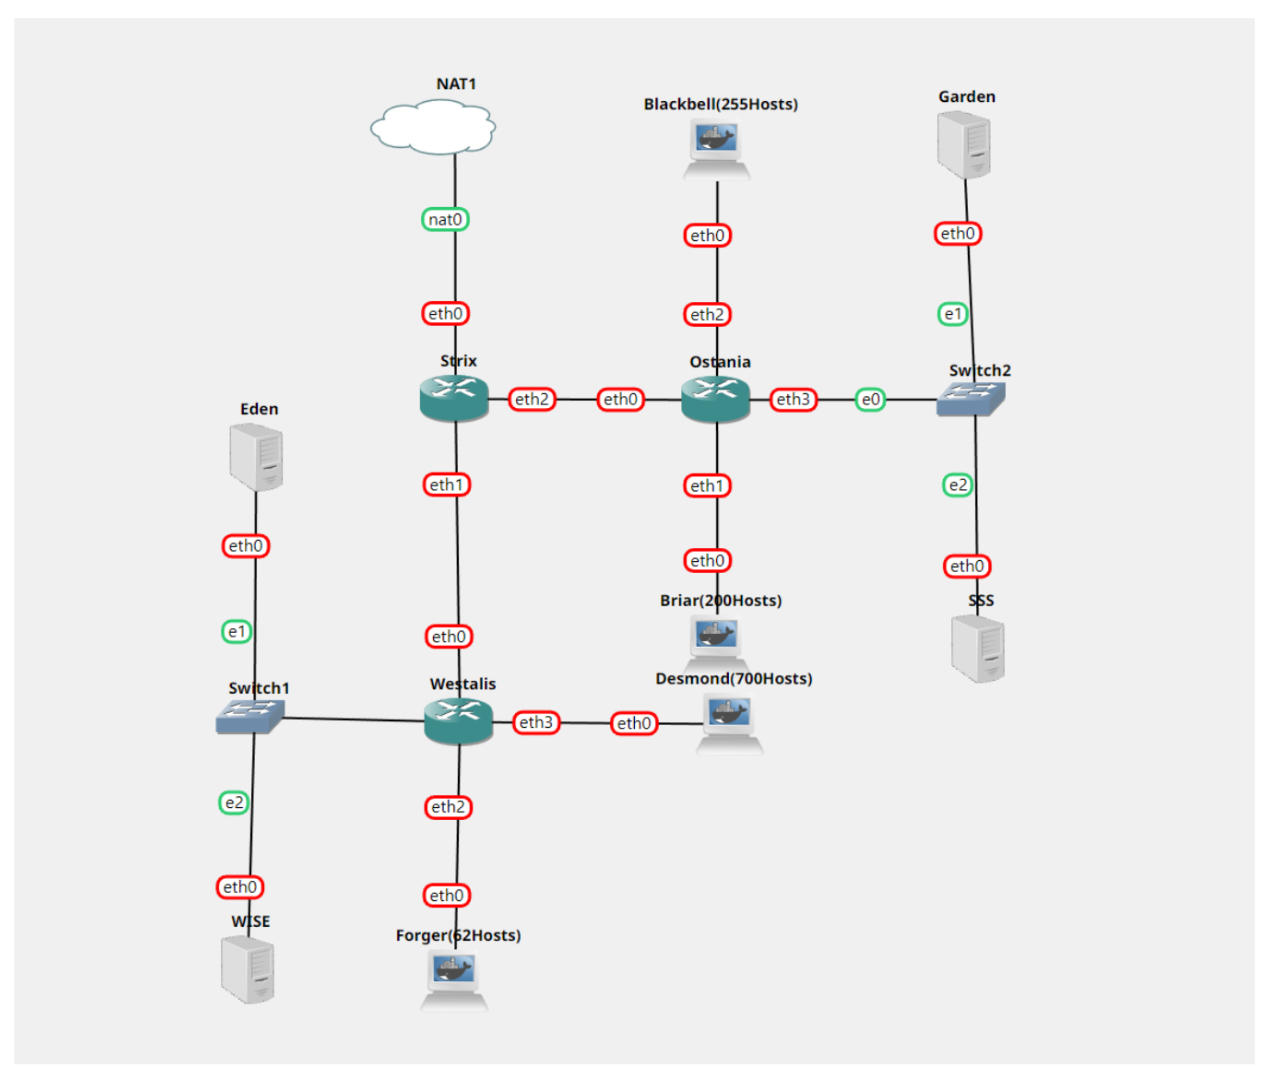 NAT1
Blackbell(255Hosts)
Garden
nat0
eth0
eth0
eth0
eth2
e1
Strix
Ostania
Switch2
eth2
eth0
eth3
e0
Eden
eth1
eth1
e2
eth0
eth0
eth0
Briar(200Hosts)
SSS
e1
eth0
Desmond(700Hosts)
Switch1
Westalis
eth3
eth0
e2
eth2
eth0
eth0
WISE
Forger(62Hosts)